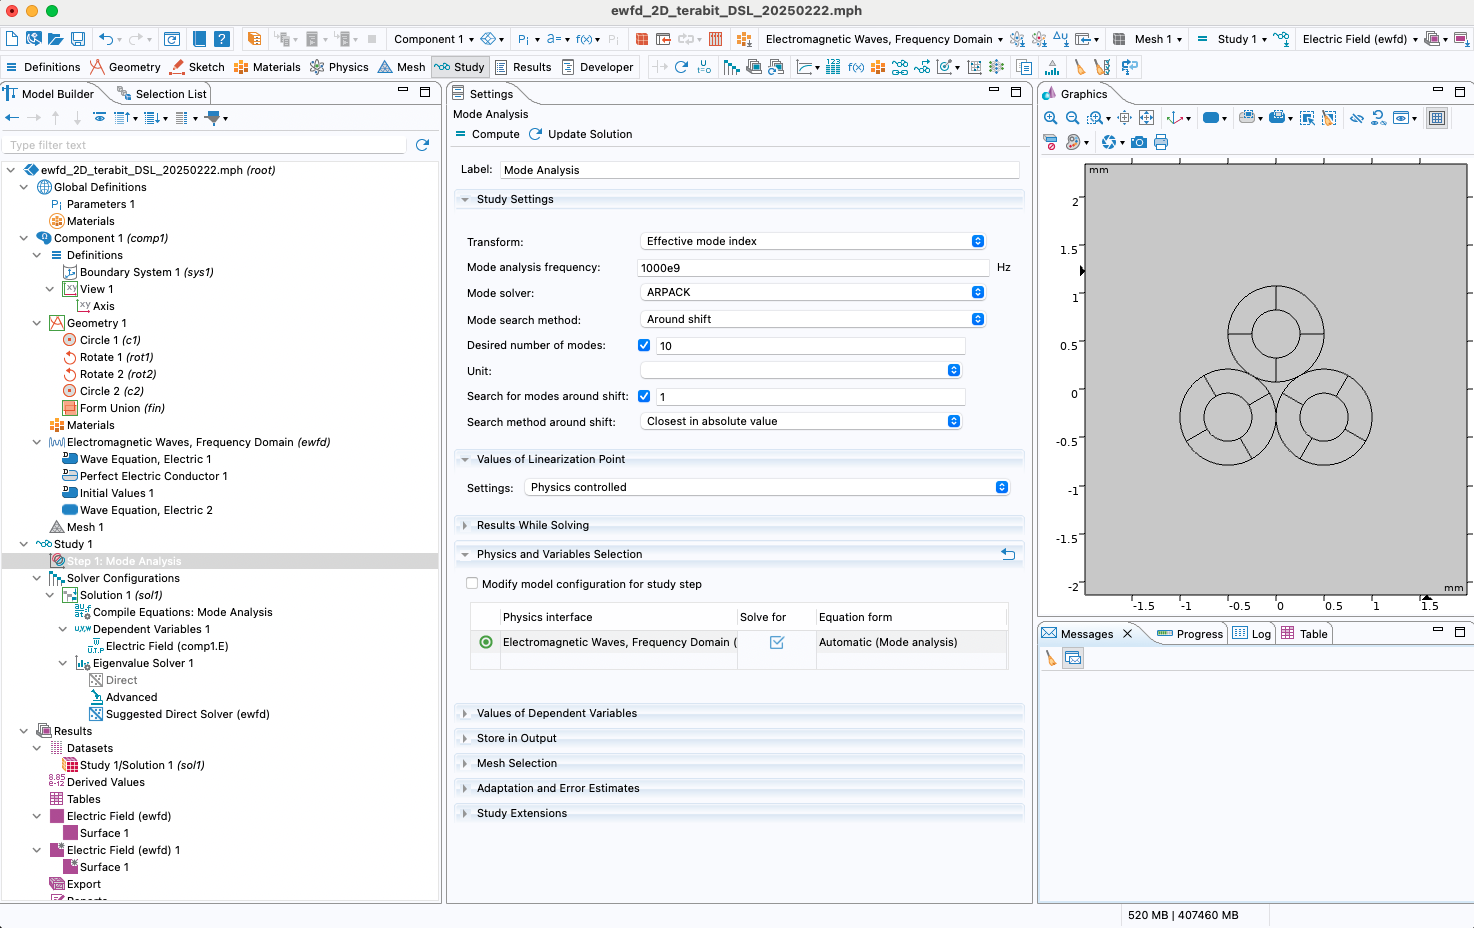 ewfd_2D_terabit_DSL_20250222.mph
Component 1
Pi
a=
f(x)
Pi
Electromagnetic Waves, Frequency Domain
Δu
Mesh 1
=
Study 1
Electric Field (ewfd)
Definitions
Geometry
Sketch
Materials
Physics
Mesh
Study
Results
Developer
Model Builder
Selection List
Type filter text
ewfd_2D_terabit_DSL_20250222.mph (root)
Global Definitions
Pi Parameters 1
Materials
Component 1 (comp1)
Definitions
Boundary System 1 (sys1)
View 1
Axis
Geometry 1
Circle 1 (c1)
Rotate 1 (rot1)
Rotate 2 (rot2)
Circle 2 (c2)
Form Union (fin)
Materials
Electromagnetic Waves, Frequency Domain (ewfd)
Wave Equation, Electric 1
Perfect Electric Conductor 1
Initial Values 1
Wave Equation, Electric 2
Mesh 1
Study 1
Step 1: Mode Analysis
Solver Configurations
Solution 1 (sol1)
Compile Equations: Mode Analysis
Dependent Variables 1
Electric Field (comp1.E)
Eigenvalue Solver 1
Direct
Advanced
Suggested Direct Solver (ewfd)
Results
Datasets
Study 1/Solution 1 (sol1)
Derived Values
Tables
Electric Field (ewfd)
Surface 1
Electric Field (ewfd) 1
Surface 1
Export
Settings
Mode Analysis
= Compute
Update Solution
Label: Mode Analysis
Study Settings
Transform: Effective mode index
Mode analysis frequency: 1000e9 Hz
Mode solver: ARPACK
Mode search method: Around shift
Desired number of modes: 10
Unit:
Search for modes around shift: 1
Search method around shift: Closest in absolute value
Values of Linearization Point
Settings: Physics controlled
Results While Solving
Physics and Variables Selection
Modify model configuration for study step
Physics interface Solve for Equation form
Electromagnetic Waves, Frequency Domain ( Automatic (Mode analysis)
Values of Dependent Variables
Store in Output
Mesh Selection
Adaptation and Error Estimates
Study Extensions
Graphics
mm
2
1.5
1
0.5
0
-0.5
-1
-1.5
-2
mm
-1.5 -1 -0.5 0 0.5 1 1.5
Messages
Progress
Log
Table
520 MB | 407460 MB